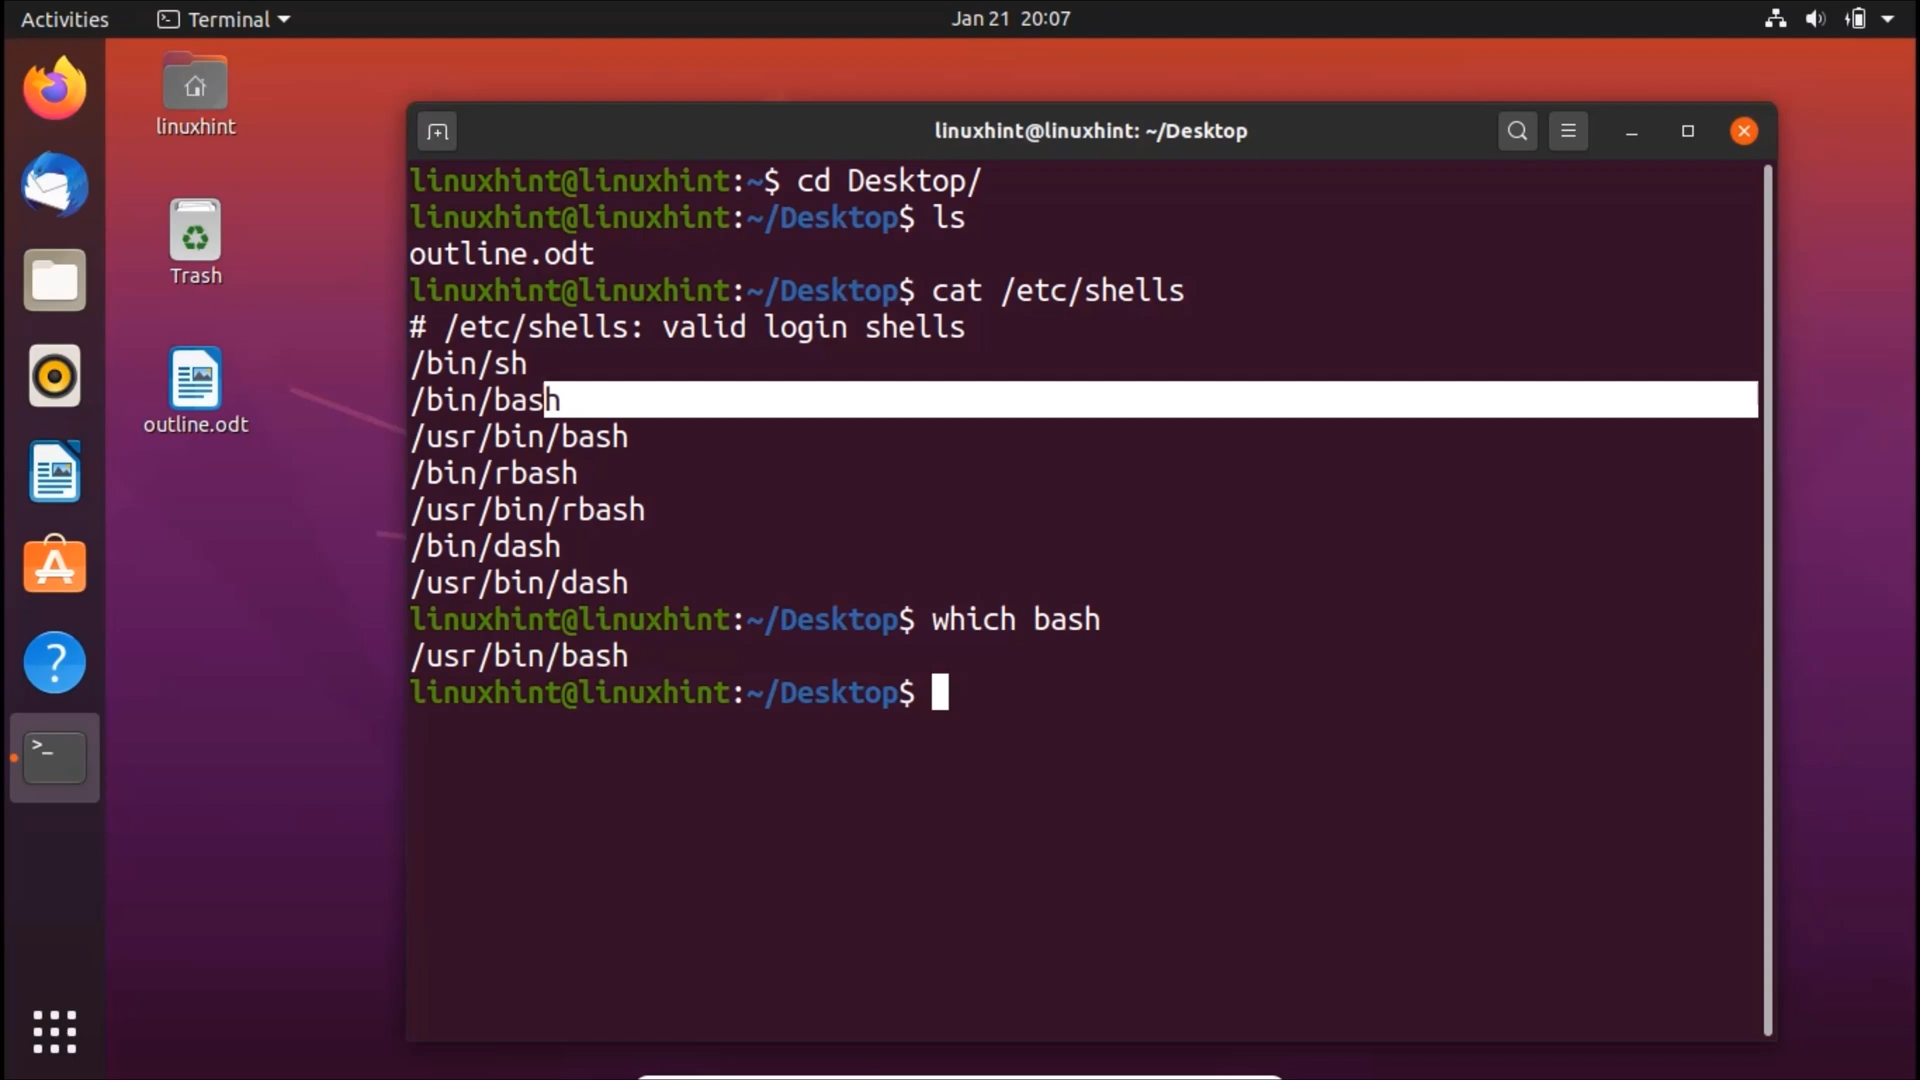 Activities
Terminal
Jan 21 20:07
linuxhint
Trash
outline.odt
linuxhint@linuxhint: ~/Desktop
linuxhint@linuxhint:~$ cd Desktop/
linuxhint@linuxhint:~/Desktop$ ls
outline.odt
linuxhint@linuxhint:~/Desktop$ cat /etc/shells
# /etc/shells: valid login shells
/bin/sh
/bin/bash
/usr/bin/bash
/bin/rbash
/usr/bin/rbash
/bin/dash
/usr/bin/dash
linuxhint@linuxhint:~/Desktop$ which bash
/usr/bin/bash
linuxhint@linuxhint:~/Desktop$